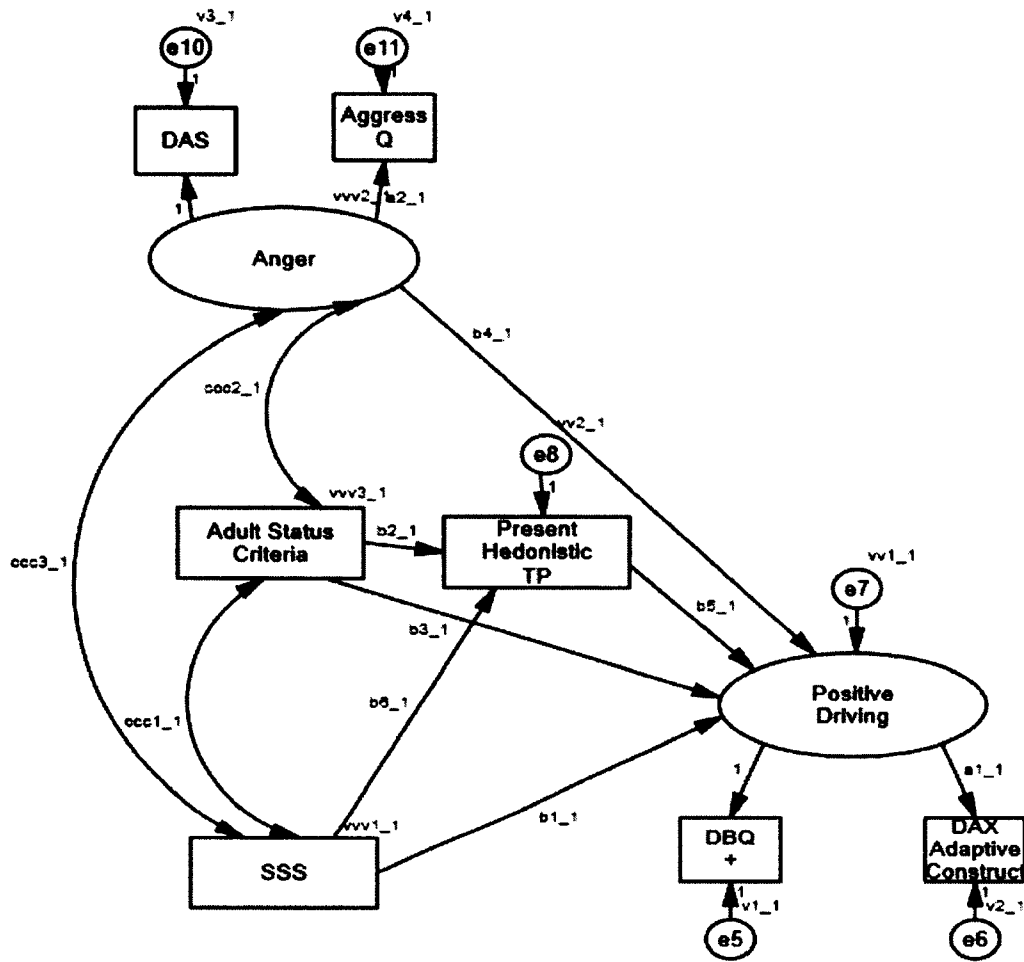 v3_1
v4_1
e10
e11
1
1
DAS
Aggress
Q
1
vvv2_1
a2_1
Anger
b4_1
ccc2_1
vv2_1
e8
1
vvv3_1
Adult Status
Criteria
b2_1
Present
Hedonistic
TP
ccc3_1
vv1_1
e7
1
b5_1
b3_1
Positive
Driving
b6_1
ccc1_1
1
a1_1
vvv1_1
b1_1
SSS
DBQ
+
DAX
Adaptive
Construct
1
v1_1
1
v2_1
e5
e6